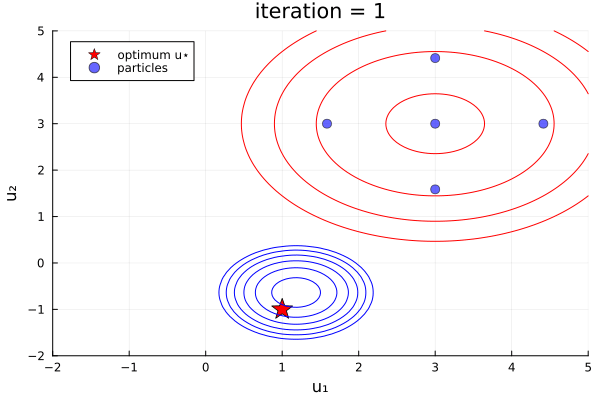 iteration = 1
optimum u⋆
particles
u₂
5
4
3
2
1
0
−1
−2
−2 −1 0 1 2 3 4 5
u₁